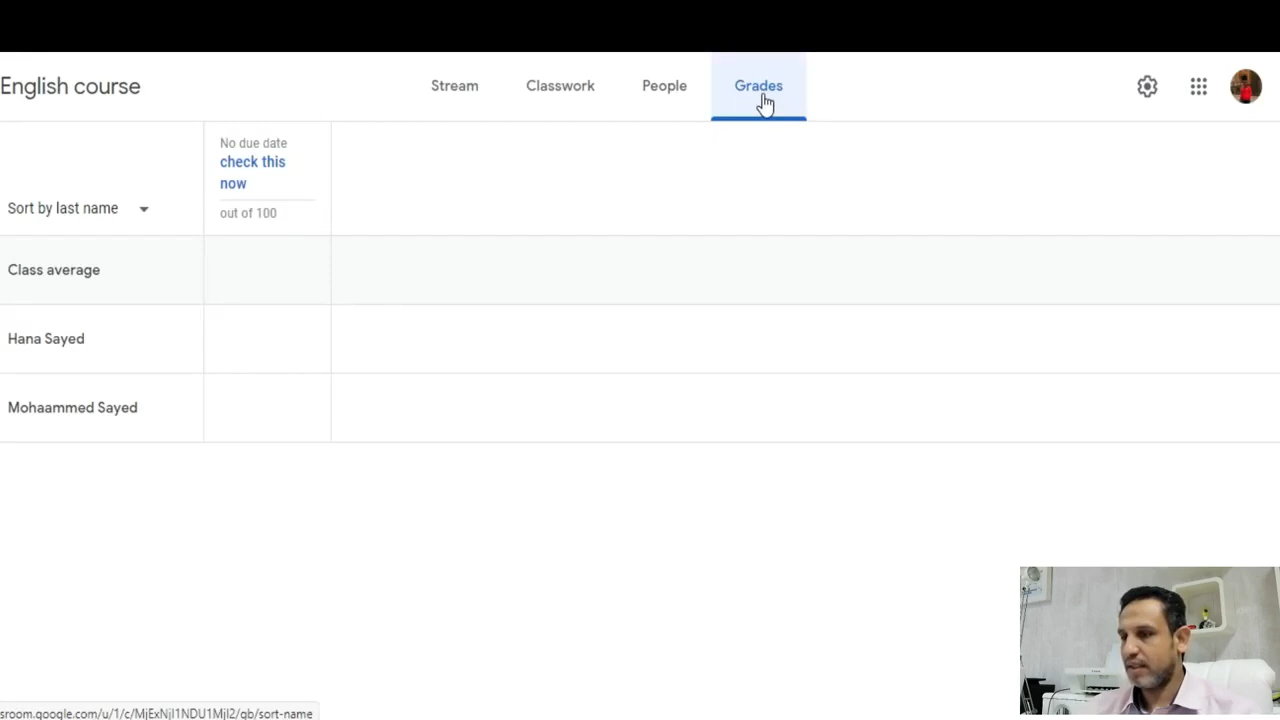 English course
Stream
Classwork
People
Grades
No due date
check this
now
out of 100
Sort by last name
Class average
Hana Sayed
Mohaammed Sayed
sroom.google.com/u/1/c/MjExNjI1NDU1MjI2/gb/sort-name